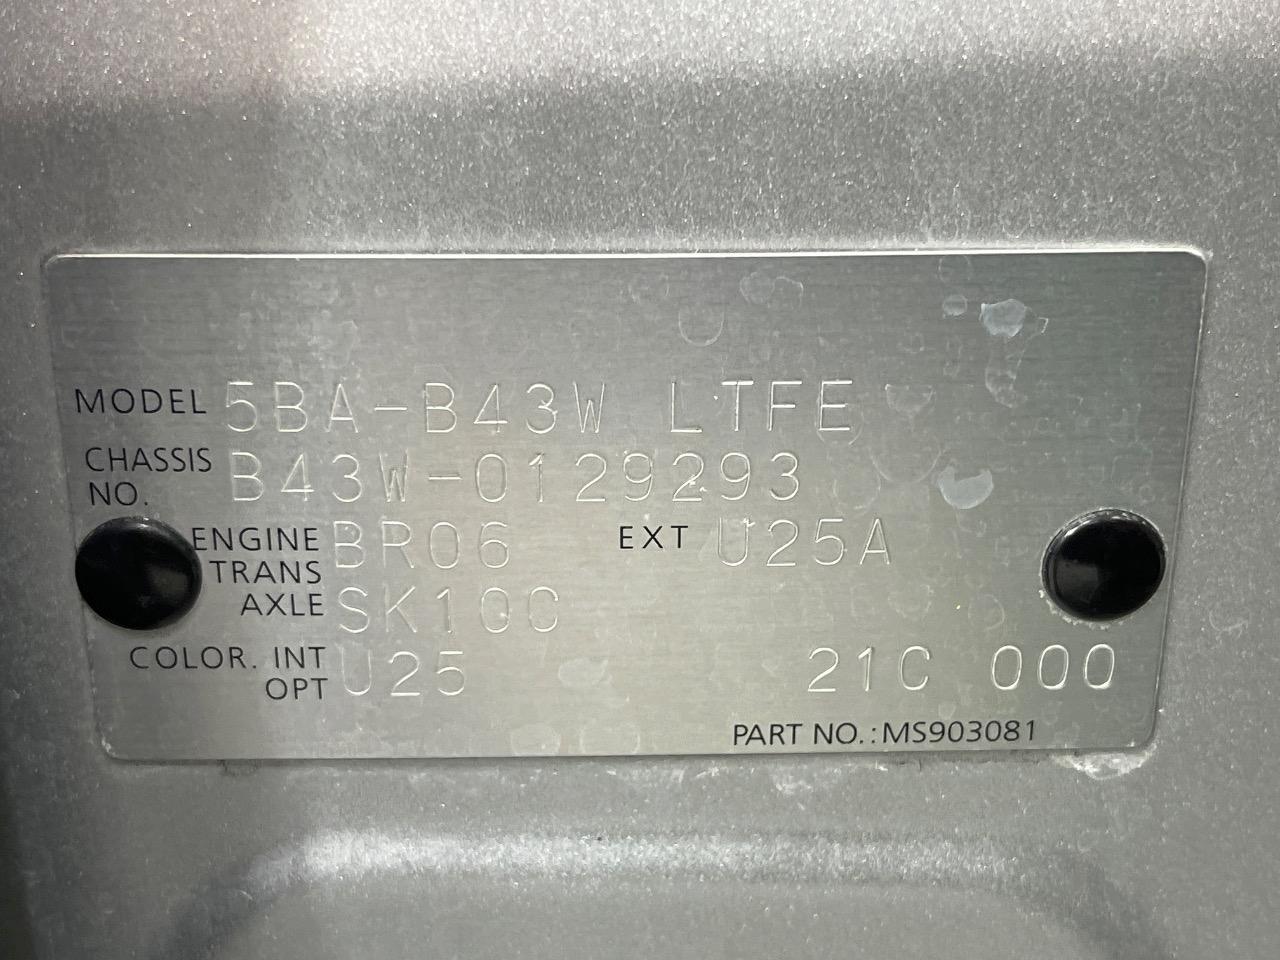 MODEL 5BA-B43W LTFE
CHASSIS NO. B43W-0129293
ENGINE BR06 EXT U25A
TRANS AXLE SK10C
COLOR. INT OPT U25 21C 000
PART NO.:MS903081